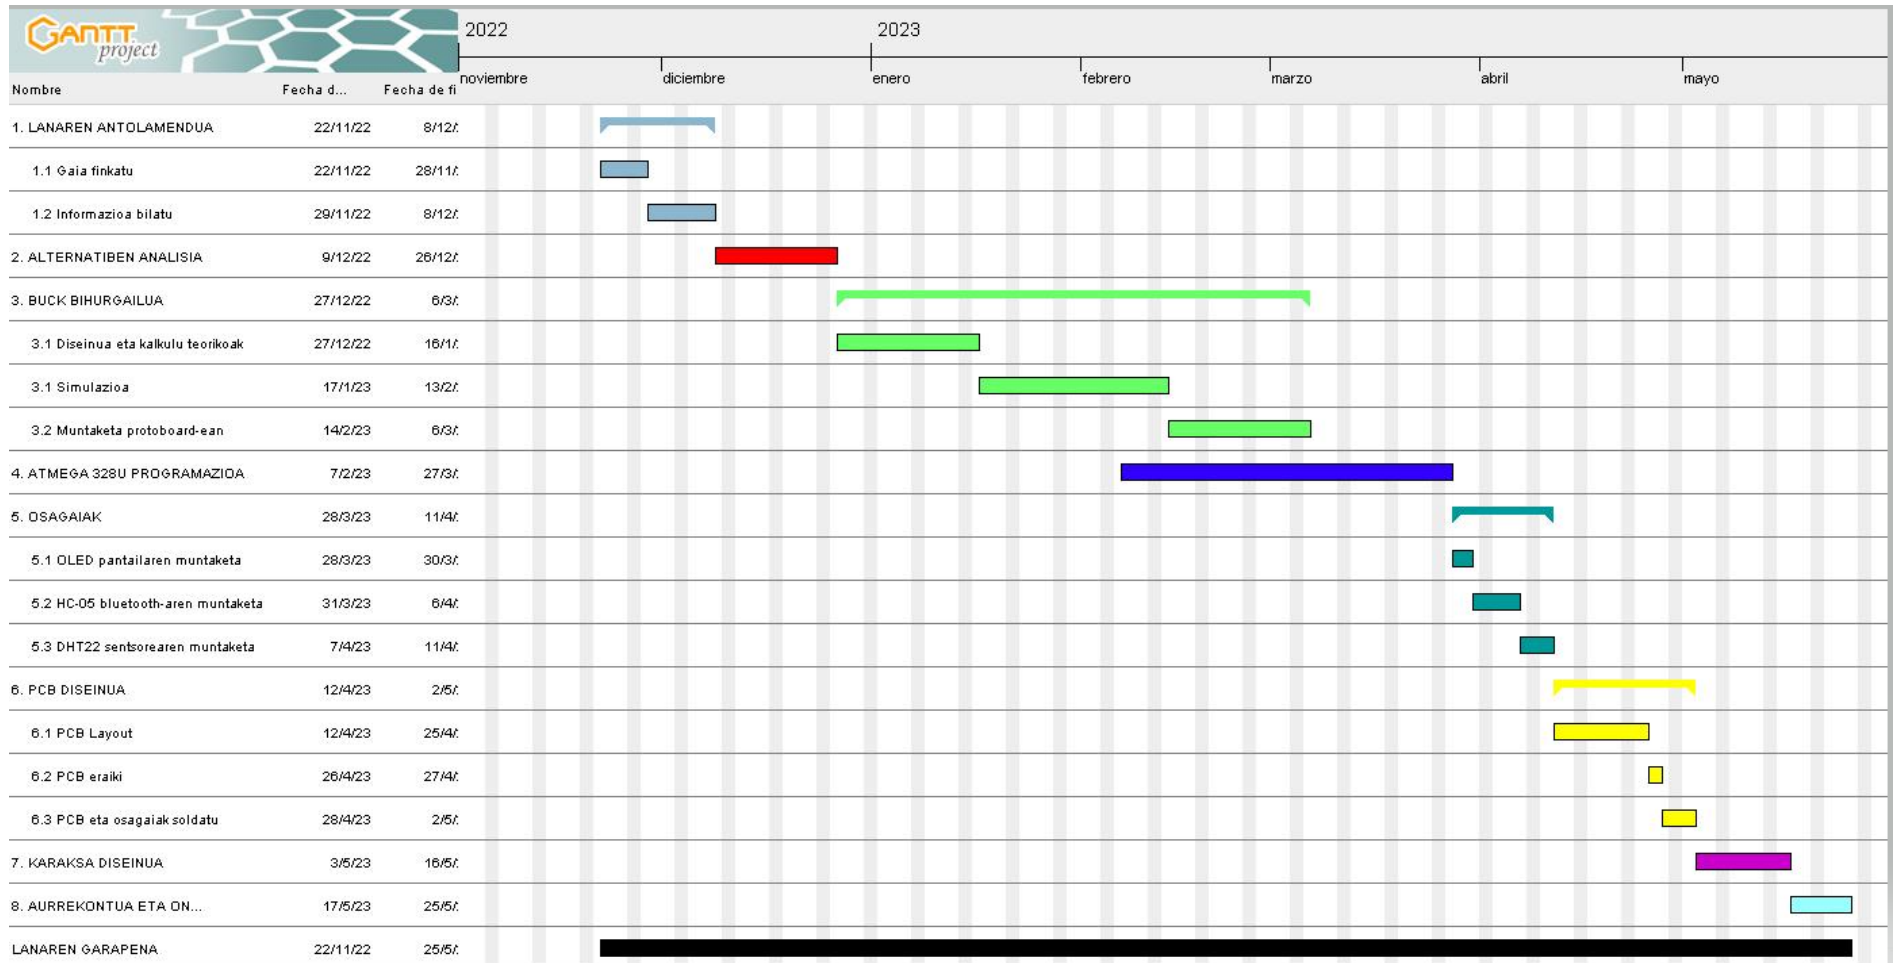 GANTT project
2022 2023
noviembre diciembre enero febrero marzo abril mayo
Nombre Fecha d... Fecha de fi
1. LANAREN ANTOLAMENDUA 22/11/22 8/12/
1.1 Gaia finkatu 22/11/22 28/11/
1.2 Informazioa bilatu 29/11/22 8/12/
2. ALTERNATIBEN ANALISIA 9/12/22 26/12/
3. BUCK BIHURGAILUA 27/12/22 6/3/
3.1 Diseinua eta kalkulu teorikoak 27/12/22 16/1/
3.1 Simulazioa 17/1/23 13/2/
3.2 Muntaketa protoboard-ean 14/2/23 6/3/
4. ATMEGA 328U PROGRAMAZIOA 7/2/23 27/3/
5. OSAGAIAK 28/3/23 11/4/
5.1 OLED pantailaren muntaketa 28/3/23 30/3/
5.2 HC-05 bluetooth-aren muntaketa 31/3/23 6/4/
5.3 DHT22 sentsorearen muntaketa 7/4/23 11/4/
6. PCB DISEINUA 12/4/23 2/5/
6.1 PCB Layout 12/4/23 25/4/
6.2 PCB eraiki 26/4/23 27/4/
6.3 PCB eta osagaiak soldatu 28/4/23 2/5/
7. KARAKSA DISEINUA 3/5/23 16/5/
8. AURREKONTUA ETA ON... 17/5/23 25/5/
LANAREN GARAPENA 22/11/22 25/5/